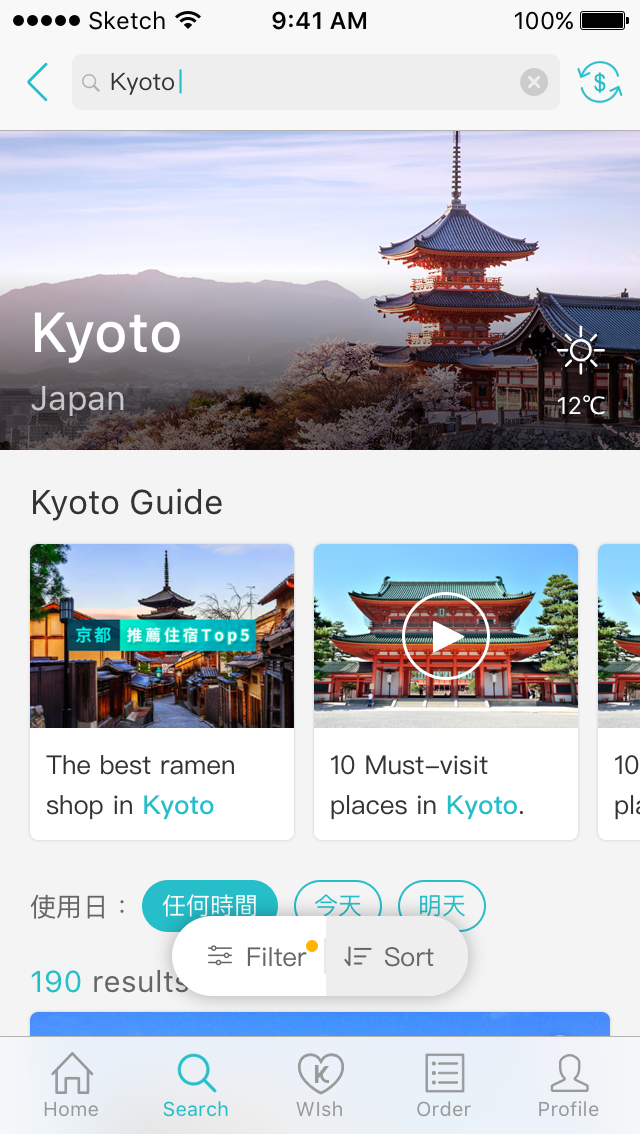 Sketch 9:41 AM 100%
Kyoto
$
Kyoto
Japan
12℃
Kyoto Guide
京都 推薦住宿Top5
The best ramen
shop in Kyoto
10 Must-visit
places in Kyoto.
10
pla
使用日：
任何時間
今天
明天
Filter
Sort
190 results
K
Home
Search
WIsh
Order
Profile